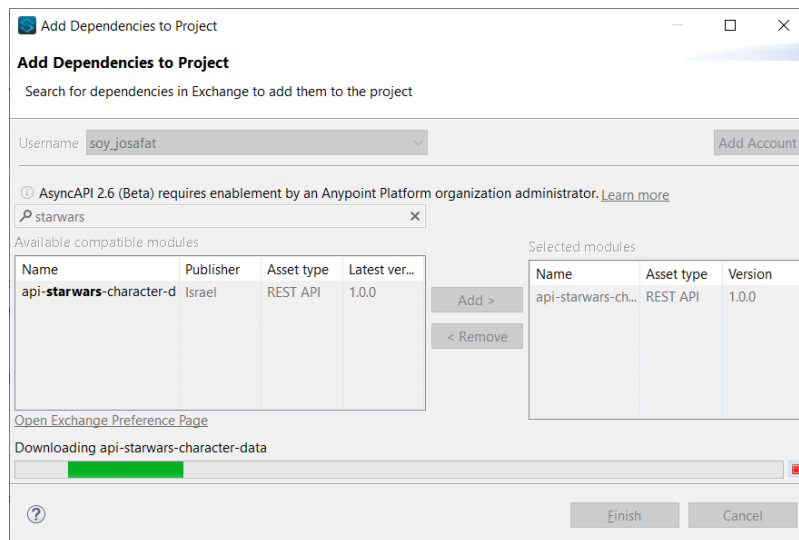 Add Dependencies to Project
Add Dependencies to Project
Search for dependencies in Exchange to add them to the project
Username soy_josafat Add Account
AsyncAPI 2.6 (Beta) requires enablement by an Anypoint Platform organization administrator. Learn more
starwars
Available compatible modules
Name Publisher Asset type Latest ver...
api-starwars-character-d Israel REST API 1.0.0
Add >
< Remove
Selected modules
Name Asset type Version
api-starwars-ch... REST API 1.0.0
Open Exchange Preference Page
Downloading api-starwars-character-data
? Finish Cancel